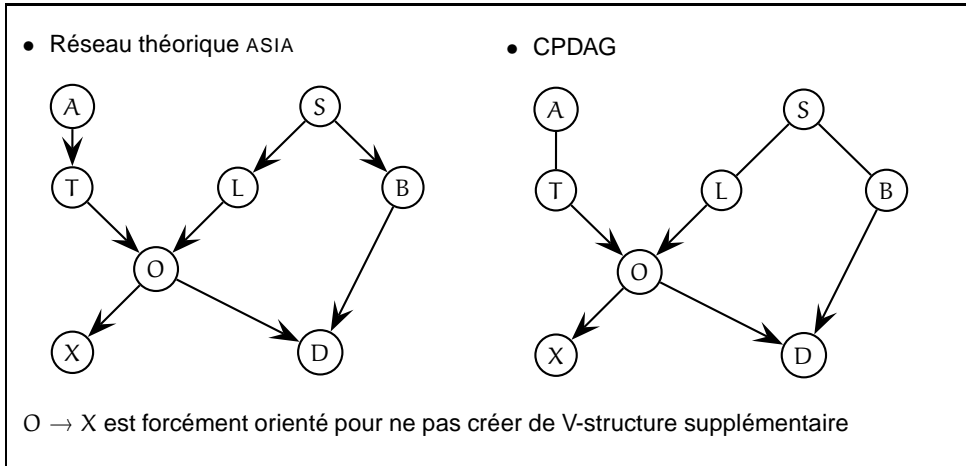 • Réseau théorique ASIA
• CPDAG
A S
T L B
O
X D
A S
T L B
O
X D
O → X est forcément orienté pour ne pas créer de V-structure supplémentaire